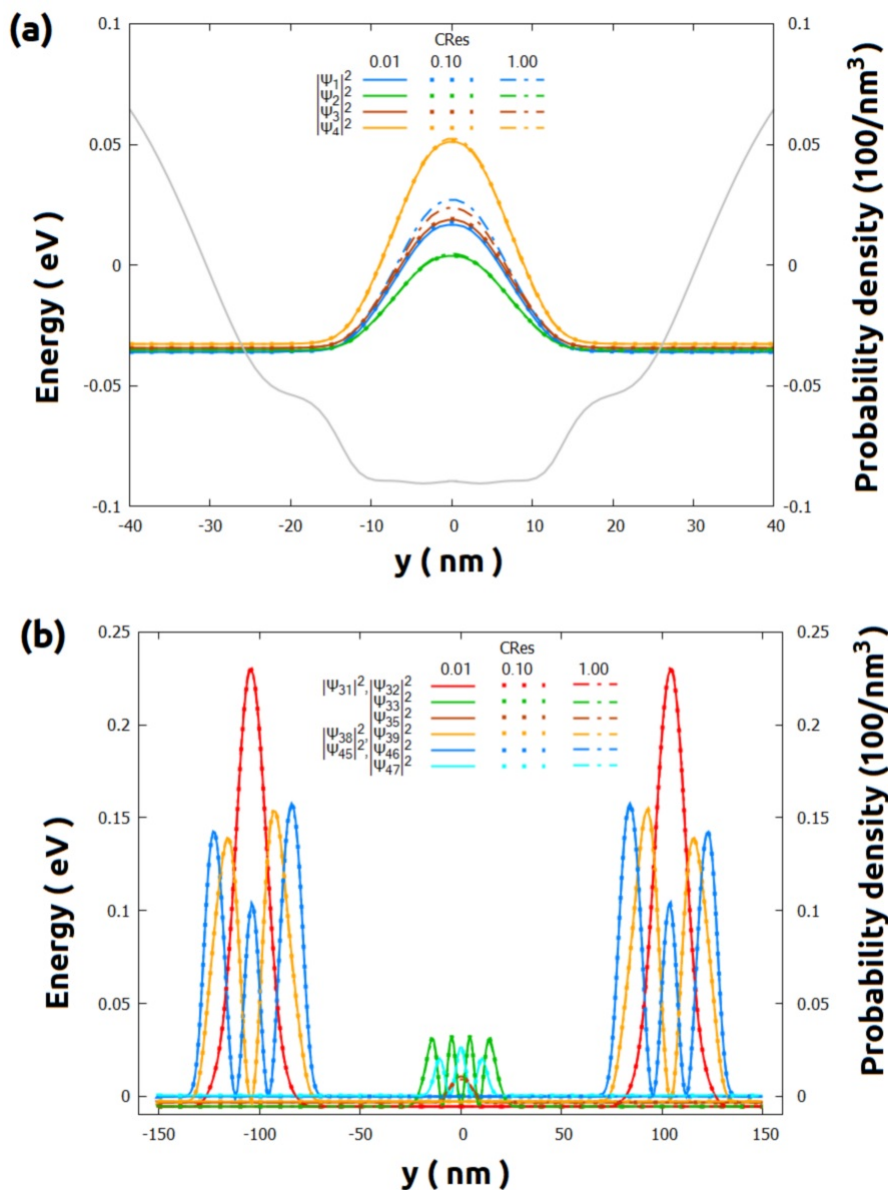 (a)
CRes
0.01 0.10 1.00
|Ψ1|2
|Ψ2|2
|Ψ3|2
|Ψ4|2
0.1 0.1
0.05 0.05
0 0
-0.05 -0.05
-0.1 -0.1
Energy ( eV)
Probability density (100/nm3)
-40 -30 -20 -10 0 10 20 30 40
y ( nm )
(b)
CRes
0.01 0.10 1.00
|Ψ31|2,|Ψ32|2
|Ψ33|2
|Ψ35|2
|Ψ38|2,|Ψ39|2
|Ψ45|2,|Ψ46|2
|Ψ47|2
0.25 0.25
0.2 0.2
0.15 0.15
0.1 0.1
0.05 0.05
0 0
Energy ( eV)
Probability density (100/nm3)
-150 -100 -50 0 50 100 150
y ( nm )